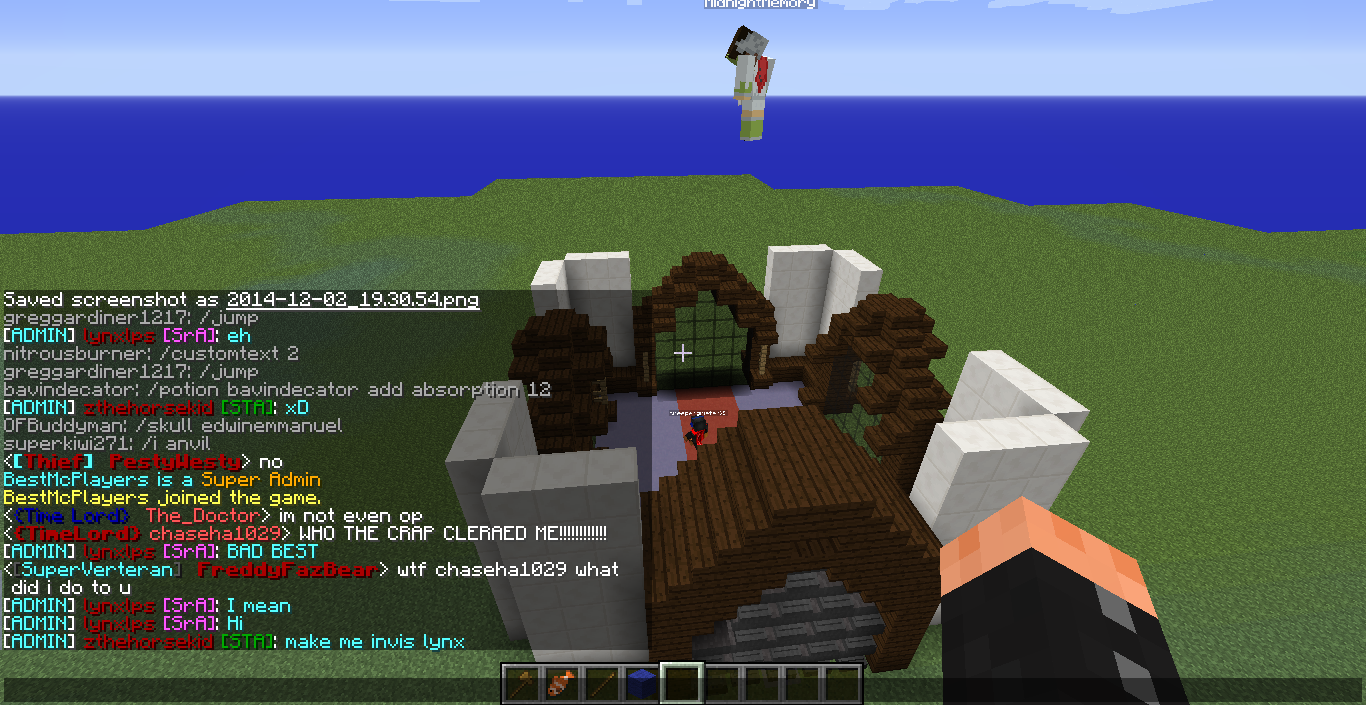 Saved screenshot as 2014-12-02_19.30.54.png
greggardiner1217: /jump
[ADMIN] lynxlps [SrA]: eh
nitrousburner: /customtext 2
greggardiner1217: /jump
bavindecator: /potion bavindecator add absorption 12
[ADMIN] zthehorsekid [STA]: xD
OFBuddyman: /skull edwinemmanuel
superkiwi271: /i anvil
<[Thief] PestyWesty> no
BestMcPlayers is a Super Admin
BestMcPlayers joined the game.
<{Time Lord} The_Doctor> im not even op
<{TimeLord} chaseha1029> WHO THE CRAP CLERAED ME!!!!!!!!!!!
[ADMIN] lynxlps [SrA]: BAD BEST
<[SuperVerteran] FreddyFazBear> wtf chaseha1029 what
did i do to u
[ADMIN] lynxlps [SrA]: I mean
[ADMIN] lynxlps [SrA]: Hi
[ADMIN] zthehorsekid [STA]: make me invis lynx